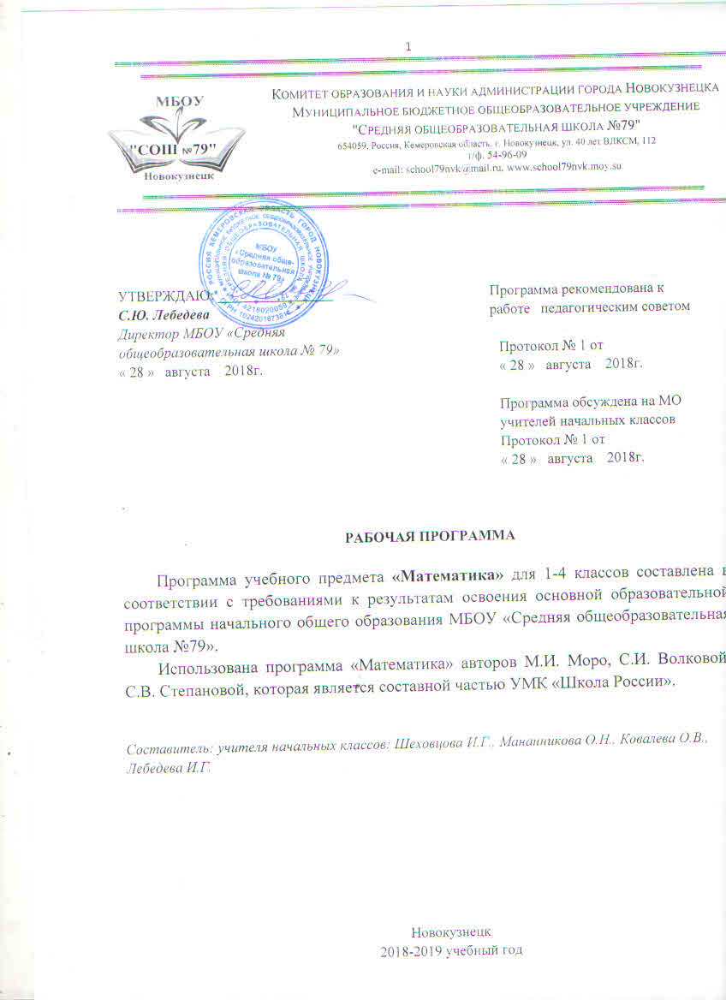 1
МБОУ
"СОШ №79"
Новокузнецк
КОМИТЕТ ОБРАЗОВАНИЯ И НАУКИ АДМИНИСТРАЦИИ ГОРОДА НОВОКУЗНЕЦКА
МУНИЦИПАЛЬНОЕ БЮДЖЕТНОЕ ОБЩЕОБРАЗОВАТЕЛЬНОЕ УЧРЕЖДЕНИЕ
"СРЕДНЯЯ ОБЩЕОБРАЗОВАТЕЛЬНАЯ ШКОЛА №79"
654059, Россия, Кемеровская область, г. Новокузнецк, ул. 40 лет ВЛКСМ, 112
т/ф. 54-96-09
e-mail: school79nvk@mail.ru, www.school79nvk.moy.su
МБОУ
«Средняя обще-
образовательная
школа № 79»
УТВЕРЖДАЮ:
С.Ю. Лебедева
Директор МБОУ «Средняя
общеобразовательная школа № 79»
« 28 » августа 2018г.
Программа рекомендована к
работе педагогическим советом
Протокол № 1 от
« 28 » августа 2018г.
Программа обсуждена на МО
учителей начальных классов
Протокол № 1 от
« 28 » августа 2018г.
РАБОЧАЯ ПРОГРАММА
Программа учебного предмета «Математика» для 1-4 классов составлена в
соответствии с требованиями к результатам освоения основной образовательной
программы начального общего образования МБОУ «Средняя общеобразовательная
школа №79».
Использована программа «Математика» авторов М.И. Моро, С.И. Волковой
С.В. Степановой, которая является составной частью УМК «Школа России».
Составитель: учителя начальных классов: Шеховцова И.Г., Мананникова О.Н., Ковалева О.В.,
Лебедева И.Г.
Новокузнецк
2018-2019 учебный год